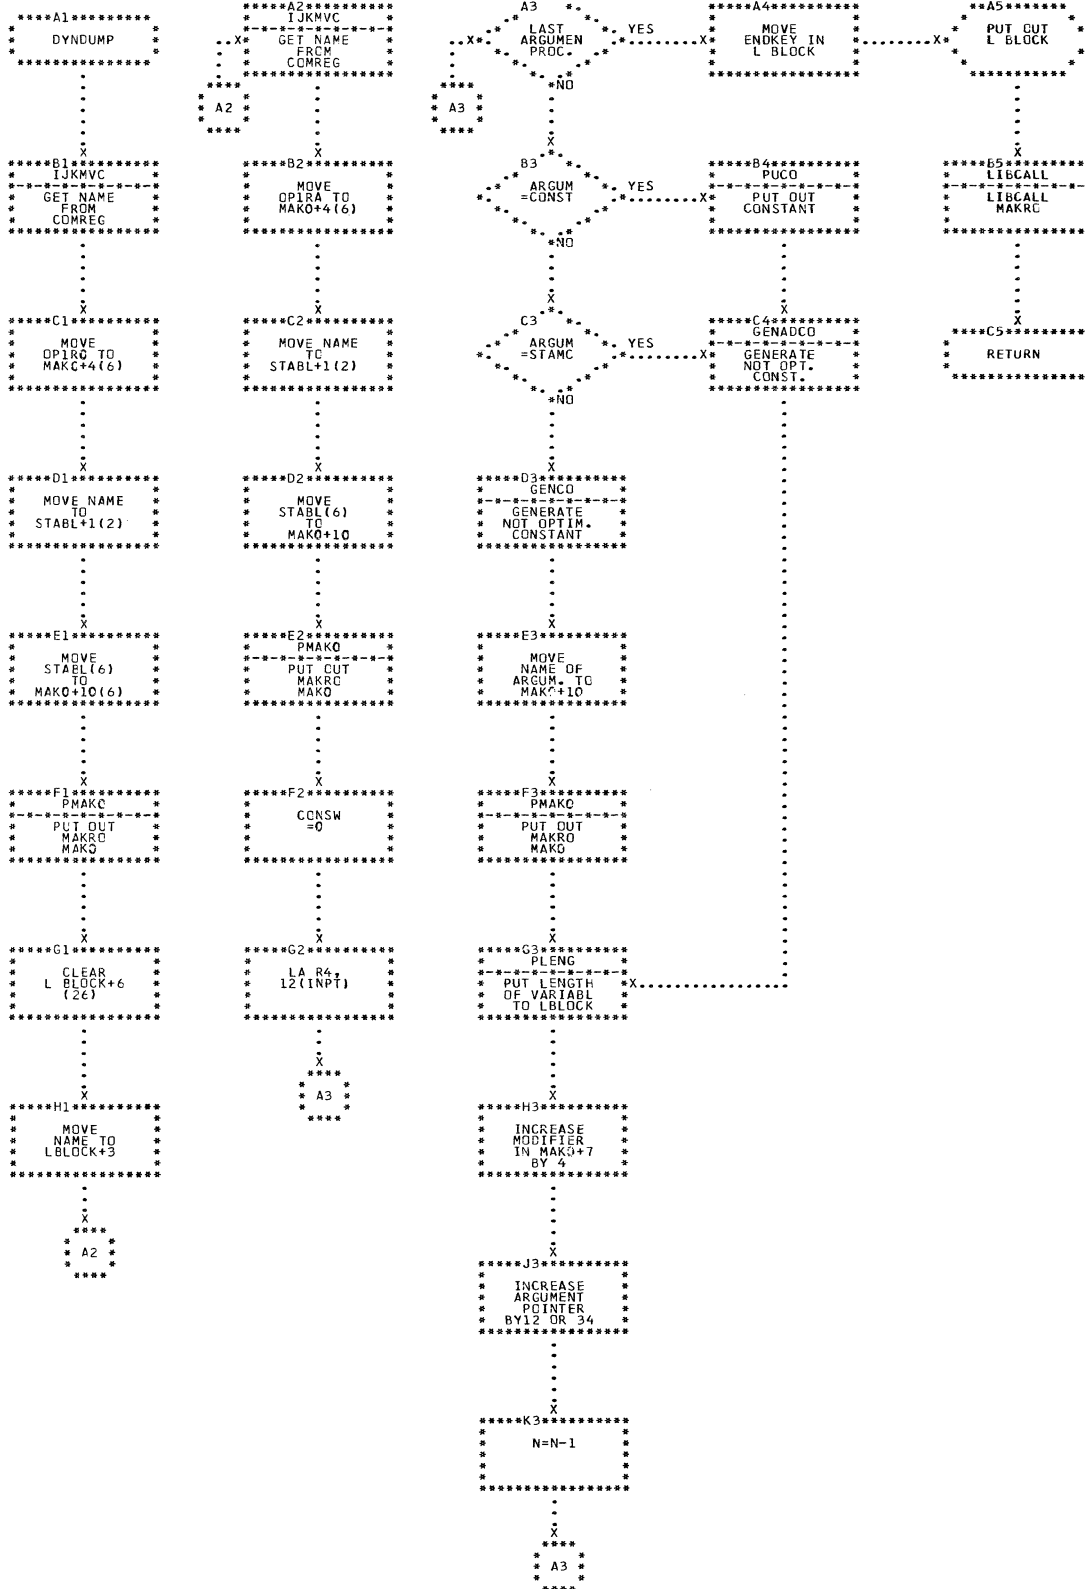 A1
DYNDUMP
B1
IJKMVC
GET NAME
FROM
COMREG
C1
MOVE
OP1RO TO
MAKO+4(6)
D1
MOVE NAME
TO
STABL+1(2)
E1
MOVE
STABL(6)
TO
MAKO+10(6)
F1
PMAKO
PUT OUT
MAKRO
MAKO
G1
CLEAR
L BLOCK+6
(26)
H1
MOVE
NAME TO
LBLOCK+3
A2
A2
IJKMVC
GET NAME
FROM
COMREG
A2
B2
MOVE
OP1RA TO
MAKO+4(6)
C2
MOVE NAME
TO
STABL+1(2)
D2
MOVE
STABL(6)
TO
MAKO+10
E2
PMAKO
PUT OUT
MAKRO
MAKO
F2
CONSW
=0
G2
LA R4,
12(INPT)
A3
A3
LAST
ARGUMEN
PROC.
YES
NO
A3
B3
ARGUM
=CONST
YES
NO
C3
ARGUM
=STAMC
YES
NO
D3
GENCO
GENERATE
NOT OPTIM.
CONSTANT
E3
MOVE
NAME OF
ARGUM. TO
MAKO+10
F3
PMAKO
PUT OUT
MAKRO
MAKO
G3
PLENG
PUT LENGTH
OF VARIABL
TO LBLOCK
H3
INCREASE
MODIFIER
IN MAKO+7
BY 4
J3
INCREASE
ARGUMENT
POINTER
BY12 OR 34
K3
N=N-1
A3
A4
MOVE
ENDKEY IN
L BLOCK
B4
PUCO
PUT OUT
CONSTANT
C4
GENADCO
GENERATE
NOT OPT.
CONST.
A5
PUT OUT
L BLOCK
B5
LIBCALL
LIBCALL
MAKRO
C5
RETURN